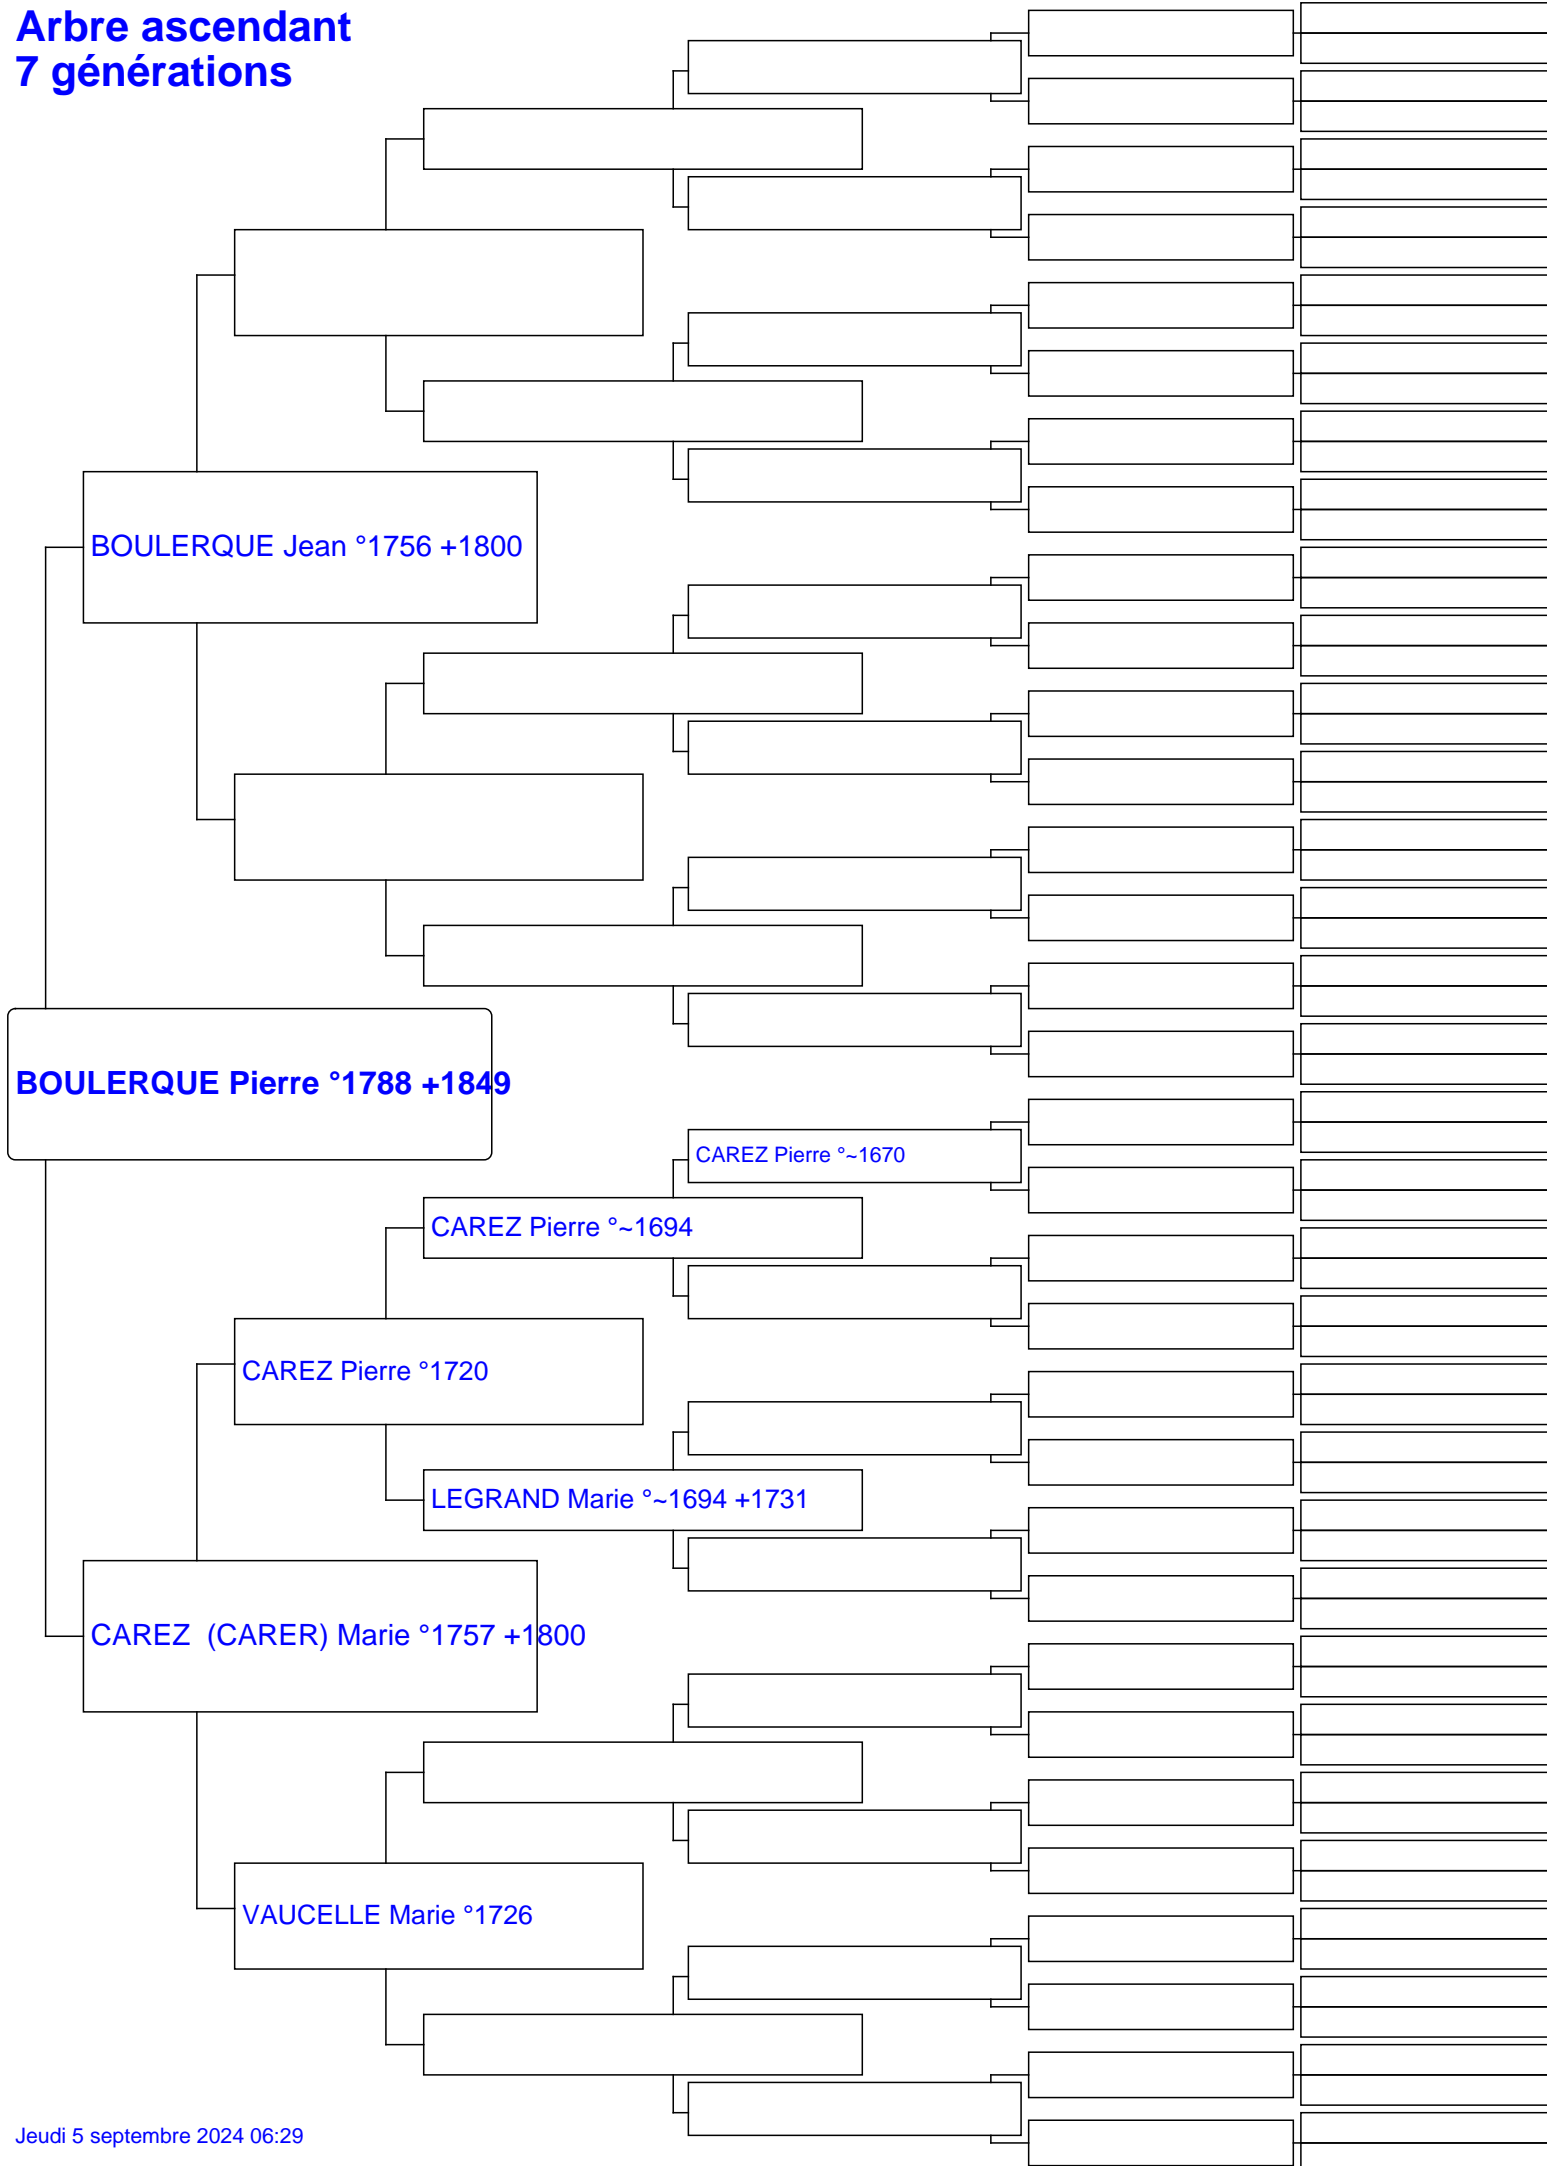 Arbre ascendant
7 générations
BOULERQUE Jean °1756 +1800
BOULERQUE Pierre °1788 +1849
CAREZ Pierre °~1670
CAREZ Pierre °~1694
CAREZ Pierre °1720
LEGRAND Marie °~1694 +1731
CAREZ  (CARER) Marie °1757 +1800
VAUCELLE Marie °1726
Jeudi 5 septembre 2024 06:29